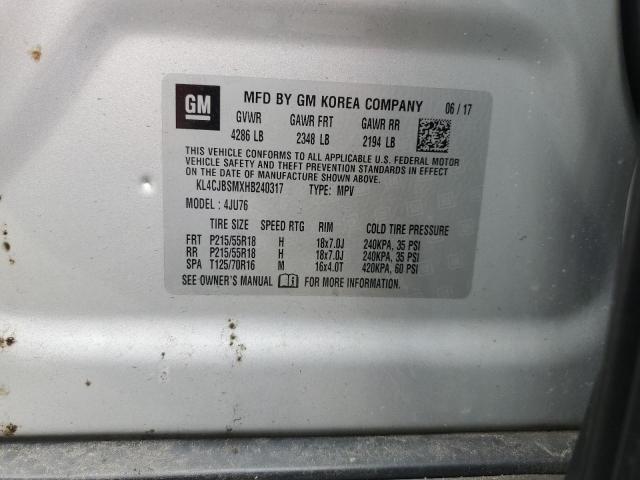 GM
MFD BY GM KOREA COMPANY 06 / 17
GVWR GAWR FRT GAWR RR
4286 LB 2348 LB 2194 LB
THIS VEHICLE CONFORMS TO ALL APPLICABLE U.S. FEDERAL MOTOR
VEHICLE SAFETY AND THEFT PREVENTION STANDARDS IN EFFECT
ON THE DATE OF MANUFACTURE SHOWN ABOVE.
KL4CJBSMXHB240317 TYPE: MPV
MODEL : 4JU76
TIRE SIZE SPEED RTG RIM COLD TIRE PRESSURE
FRT P215/55R18 H 18x7.0J 240KPA, 35 PSI
RR P215/55R18 H 18x7.0J 240KPA, 35 PSI
SPA T125/70R16 M 16x4.0T 420KPA, 60 PSI
SEE OWNER'S MANUAL FOR MORE INFORMATION